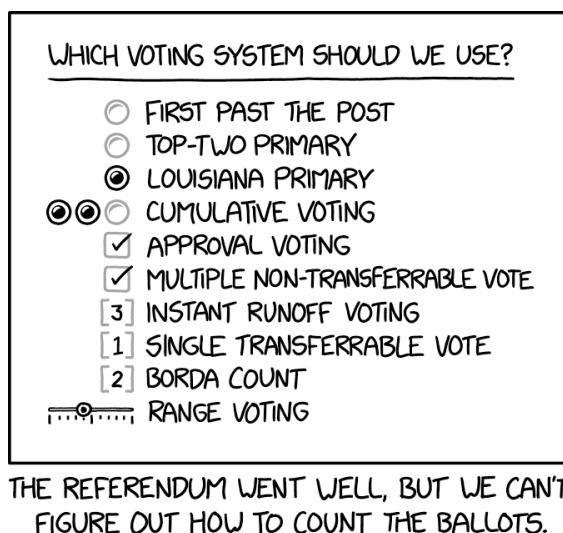 WHICH VOTING SYSTEM SHOULD WE USE?
FIRST PAST THE POST
TOP-TWO PRIMARY
LOUISIANA PRIMARY
CUMULATIVE VOTING
APPROVAL VOTING
MULTIPLE NON-TRANSFERRABLE VOTE
[3] INSTANT RUNOFF VOTING
[1] SINGLE TRANSFERRABLE VOTE
[2] BORDA COUNT
RANGE VOTING
THE REFERENDUM WENT WELL, BUT WE CAN'T
FIGURE OUT HOW TO COUNT THE BALLOTS.